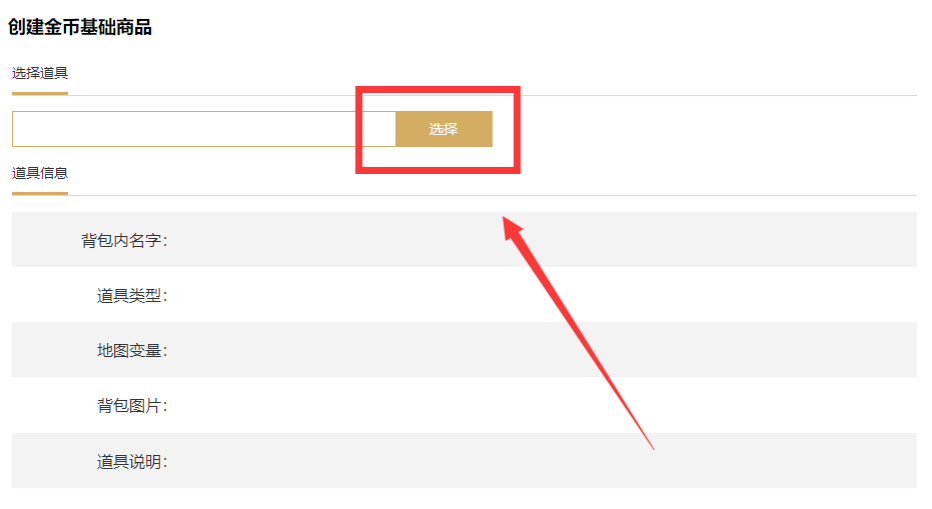 创建金币基础商品
选择道具
选择
道具信息
背包内名字：
道具类型：
地图变量：
背包图片：
道具说明：